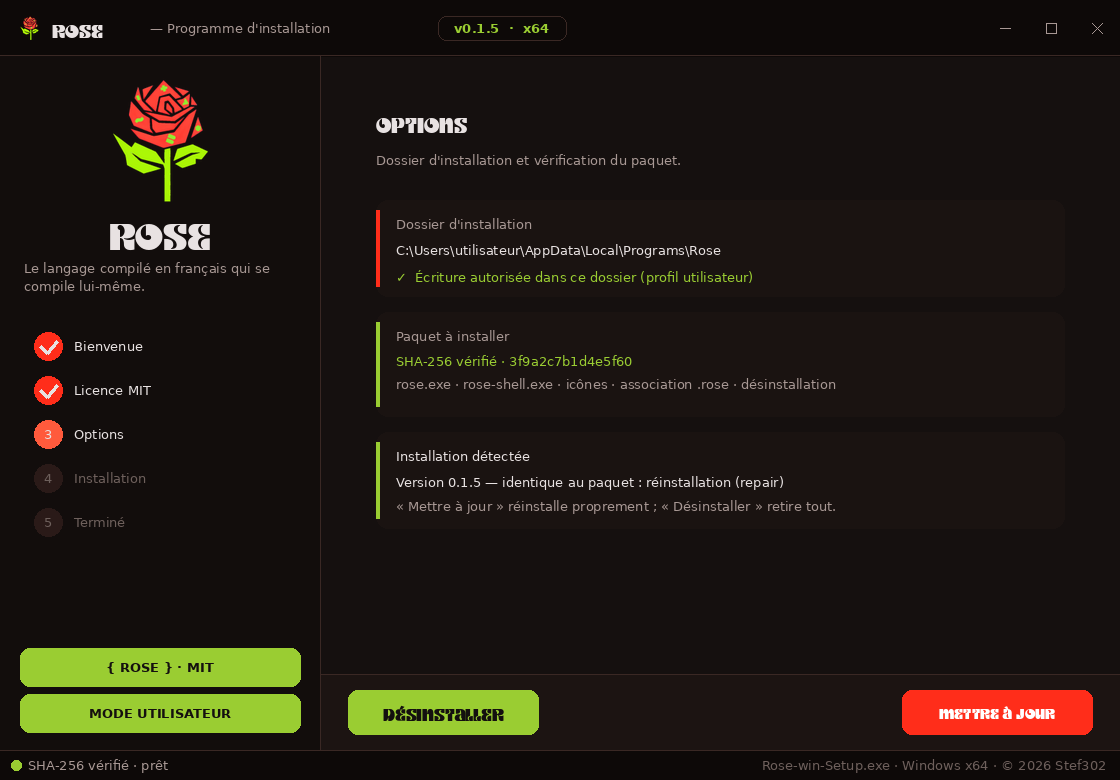 ROSE
— Programme d'installation
v0.1.5 · x64
ROSE
Le langage compilé en français qui se
compile lui-même.
Bienvenue
Licence MIT
3 Options
4 Installation
5 Terminé
{ ROSE } · MIT
MODE UTILISATEUR
OPTIONS
Dossier d'installation et vérification du paquet.
Dossier d'installation
C:\Users\utilisateur\AppData\Local\Programs\Rose
✓ Écriture autorisée dans ce dossier (profil utilisateur)
Paquet à installer
SHA-256 vérifié · 3f9a2c7b1d4e5f60
rose.exe · rose-shell.exe · icônes · association .rose · désinstallation
Installation détectée
Version 0.1.5 — identique au paquet : réinstallation (repair)
« Mettre à jour » réinstalle proprement ; « Désinstaller » retire tout.
DÉSINSTALLER
METTRE à JOUR
SHA-256 vérifié · prêt
Rose-win-Setup.exe · Windows x64 · © 2026 Stef302